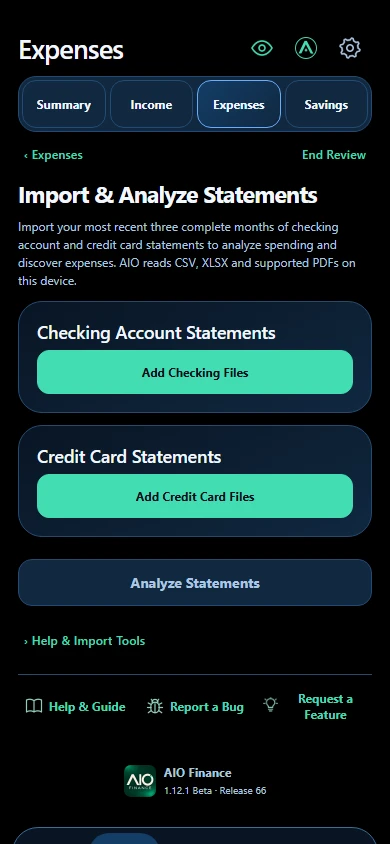 Expenses
Summary
Income
Expenses
Savings
‹ Expenses
End Review
Import & Analyze Statements
Import your most recent three complete months of checking
account and credit card statements to analyze spending and
discover expenses. AIO reads CSV, XLSX and supported PDFs on
this device.
Checking Account Statements
Add Checking Files
Credit Card Statements
Add Credit Card Files
Analyze Statements
› Help & Import Tools
Help & Guide
Report a Bug
Request a
Feature
AIO
FINANCE
AIO Finance
1.12.1 Beta · Release 66